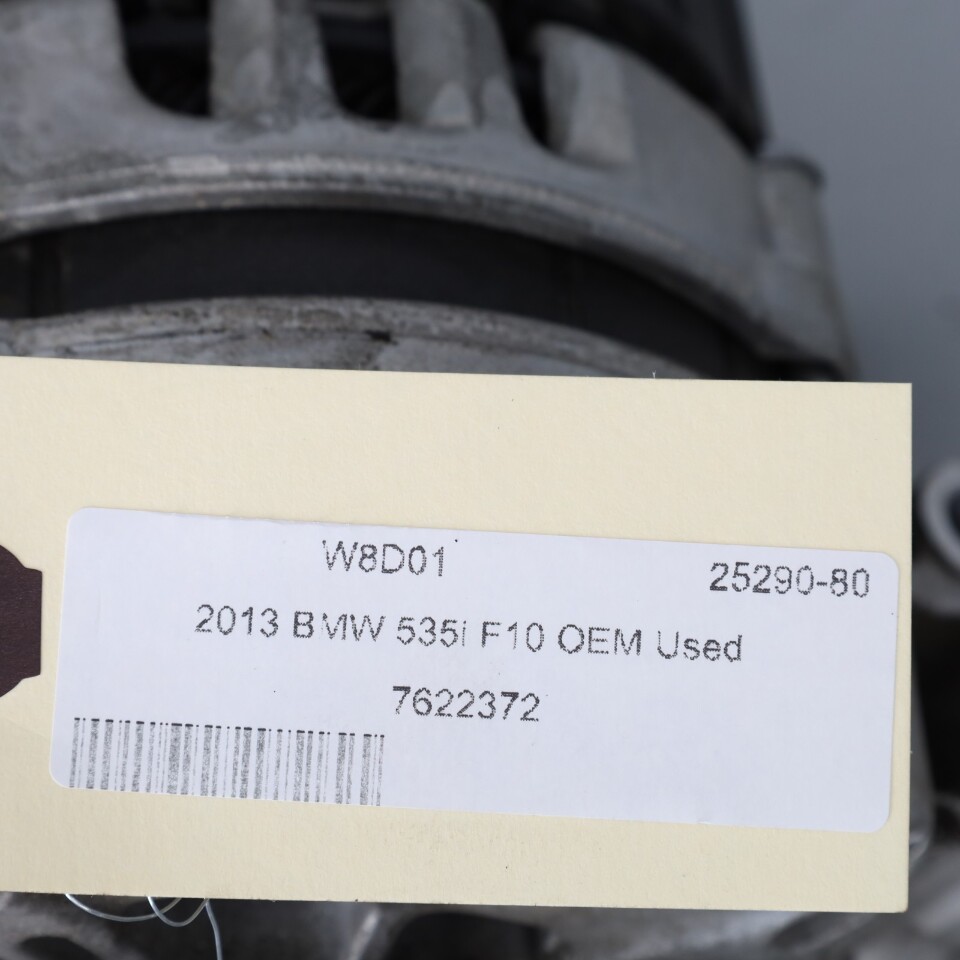 W8D01 25290-80
2013 BMW 535i F10 OEM Used
7622372